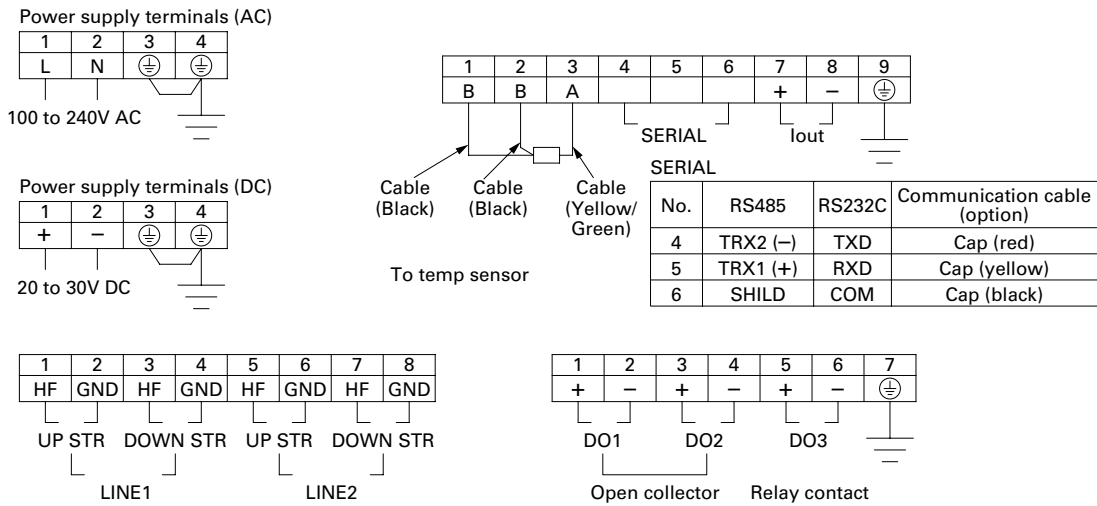 Power supply terminals (AC)
1 2 3 4
L N
100 to 240V AC
Power supply terminals (DC)
1 2 3 4
+ −
20 to 30V DC
1 2 3 4 5 6 7 8 9
B B A + −
SERIAL Iout
Cable (Black)
Cable (Black)
Cable (Yellow/ Green)
To temp sensor
SERIAL
No. RS485 RS232C Communication cable (option)
4 TRX2 (−) TXD Cap (red)
5 TRX1 (+) RXD Cap (yellow)
6 SHILD COM Cap (black)
1 2 3 4 5 6 7 8
HF GND HF GND HF GND HF GND
UP STR DOWN STR UP STR DOWN STR
LINE1 LINE2
1 2 3 4 5 6 7
+ − + − + −
DO1 DO2 DO3
Open collector Relay contact